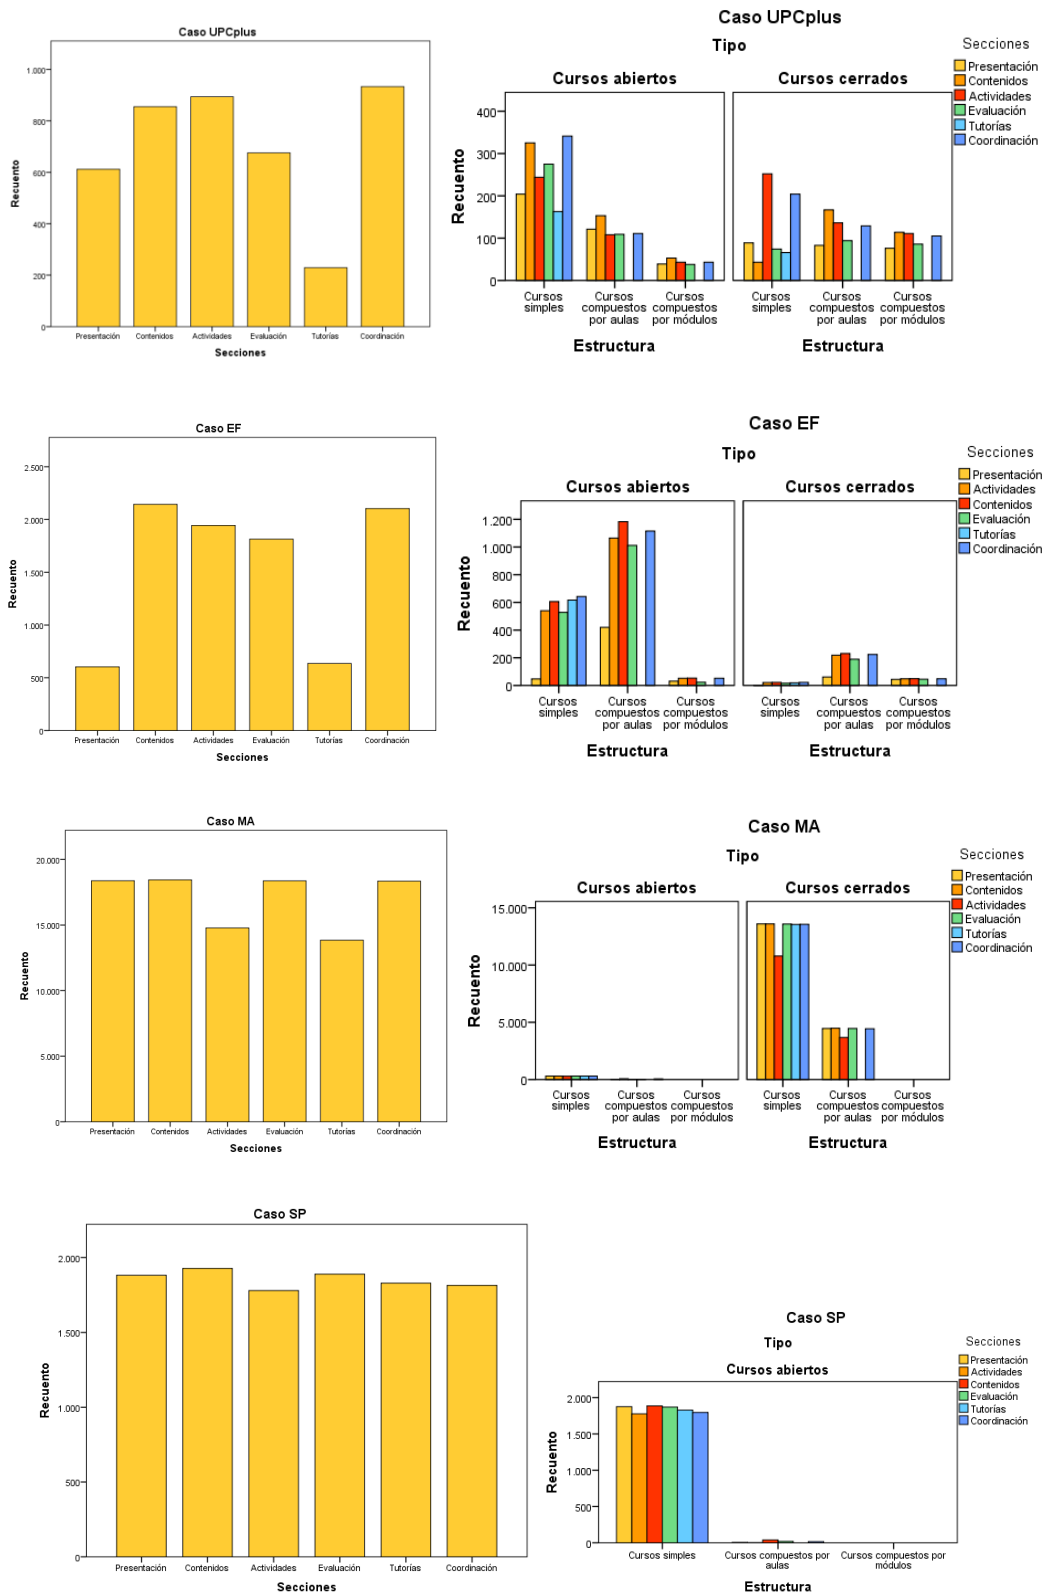 Caso UPCplus
1.000
800
600
400
200
0
Recuento
Presentación Contenidos Actividades Evaluación Tutorías Coordinación
Secciones
Caso UPCplus
Tipo
Cursos abiertos Cursos cerrados
400
300
200
100
0
Recuento
Cursos simples Cursos compuestos por aulas Cursos compuestos por módulos
Cursos simples Cursos compuestos por aulas Cursos compuestos por módulos
Estructura Estructura
Secciones
Presentación
Contenidos
Actividades
Evaluación
Tutorías
Coordinación
Caso EF
2.500
2.000
1.500
1.000
500
0
Recuento
Presentación Contenidos Actividades Evaluación Tutorías Coordinación
Secciones
Caso EF
Tipo
Cursos abiertos Cursos cerrados
1.200
1.000
800
600
400
200
0
Recuento
Cursos simples Cursos compuestos por aulas Cursos compuestos por módulos
Cursos simples Cursos compuestos por aulas Cursos compuestos por módulos
Estructura Estructura
Secciones
Presentación
Actividades
Contenidos
Evaluación
Tutorías
Coordinación
Caso MA
20.000
15.000
10.000
5.000
0
Recuento
Presentación Contenidos Actividades Evaluación Tutorías Coordinación
Secciones
Caso MA
Tipo
Cursos abiertos Cursos cerrados
15.000
10.000
5.000
0
Recuento
Cursos simples Cursos compuestos por aulas Cursos compuestos por módulos
Cursos simples Cursos compuestos por aulas Cursos compuestos por módulos
Estructura Estructura
Secciones
Presentación
Contenidos
Actividades
Evaluación
Tutorías
Coordinación
Caso SP
2.000
1.500
1.000
500
0
Recuento
Presentación Contenidos Actividades Evaluación Tutorías Coordinación
Secciones
Caso SP
Tipo
Cursos abiertos
2.000
1.500
1.000
500
0
Recuento
Cursos simples Cursos compuestos por aulas Cursos compuestos por módulos
Estructura
Secciones
Presentación
Actividades
Contenidos
Evaluación
Tutorías
Coordinación